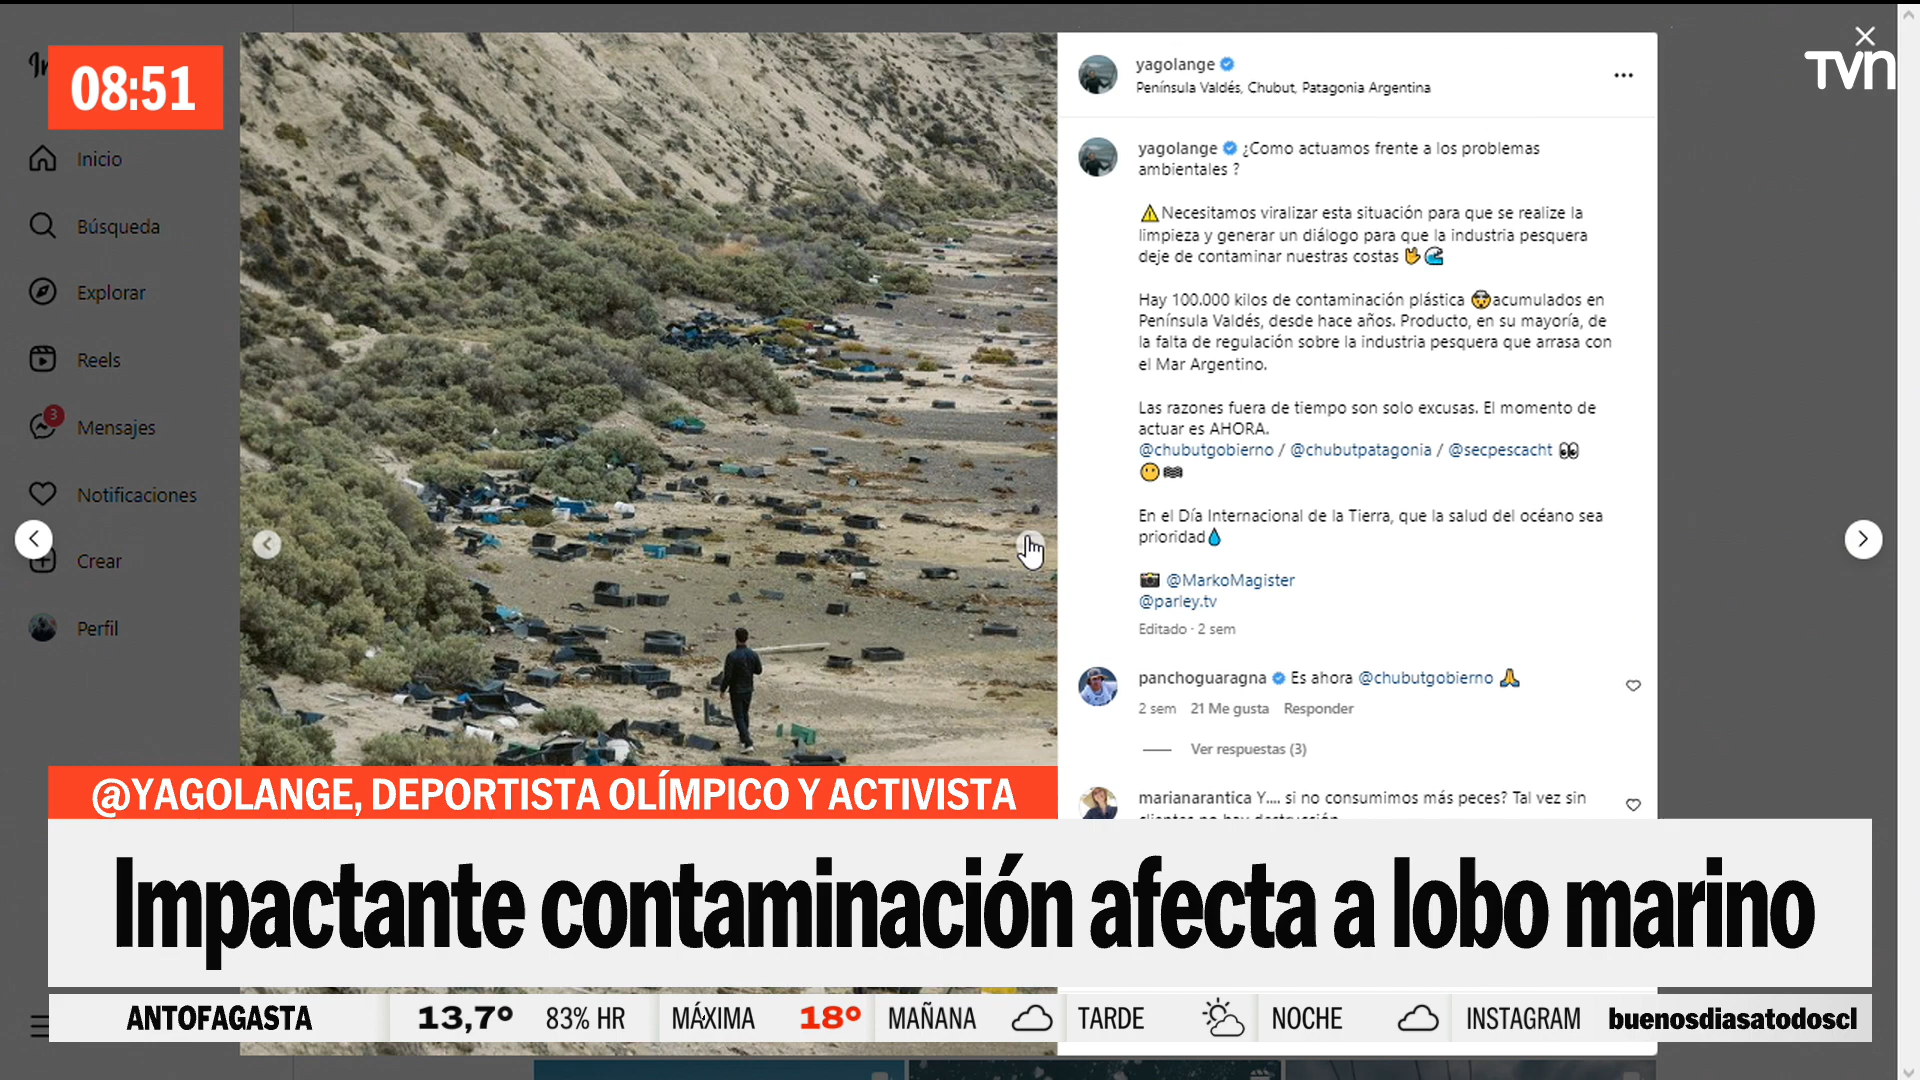 08:51
TVN
Inicio
Búsqueda
Explorar
Reels
3
Mensajes
Notificaciones
Crear
Perfil
yagolange
Península Valdés, Chubut, Patagonia Argentina
yagolange ¿Como actuamos frente a los problemas
ambientales ?
⚠Necesitamos viralizar esta situación para que se realize la
limpieza y generar un diálogo para que la industria pesquera
deje de contaminar nuestras costas
Hay 100.000 kilos de contaminación plástica acumulados en
Península Valdés, desde hace años. Producto, en su mayoría, de
la falta de regulación sobre la industria pesquera que arrasa con
el Mar Argentino.
Las razones fuera de tiempo son solo excusas. El momento de
actuar es AHORA.
@chubutgobierno / @chubutpatagonia / @secpescacht
En el Día Internacional de la Tierra, que la salud del océano sea
prioridad
@MarkoMagister
@parley.tv
Editado · 2 sem
panchoguaragna Es ahora @chubutgobierno
2 sem 21 Me gusta Responder
Ver respuestas (3)
marianarantica Y.... si no consumimos más peces? Tal vez sin
@YAGOLANGE, DEPORTISTA OLÍMPICO Y ACTIVISTA
Impactante contaminación afecta a lobo marino
ANTOFAGASTA 13,7° 83% HR MÁXIMA 18° MAÑANA TARDE NOCHE INSTAGRAM buenosdiasatodoscl